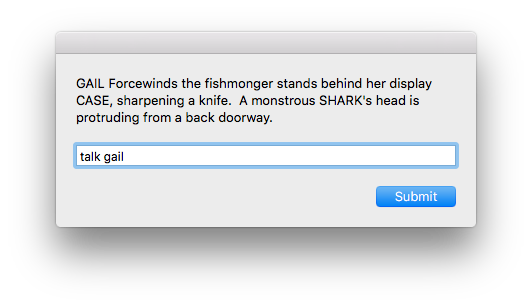 GAIL Forcewinds the fishmonger stands behind her display
CASE, sharpening a knife.  A monstrous SHARK's head is
protruding from a back doorway.
talk gail
Submit